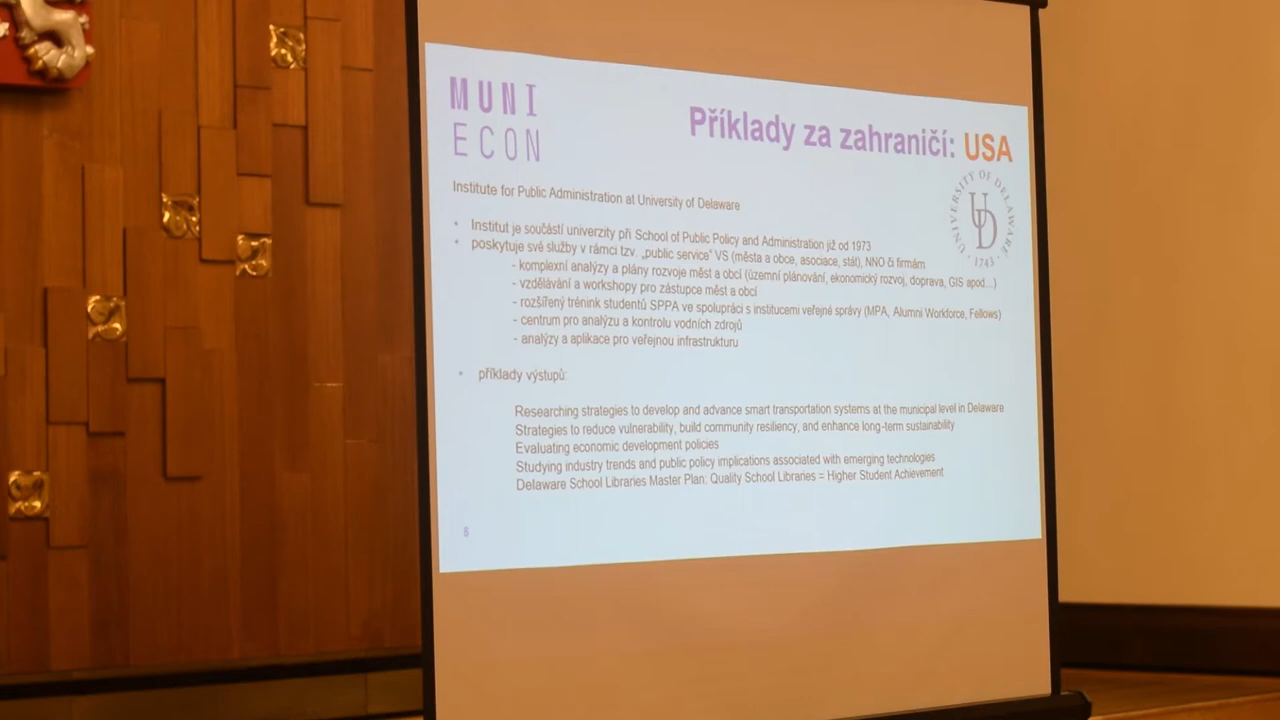 MUNI
ECON
Příklady za zahraničí: USA
UNIVERSITY OF DELAWARE
UD
· 1743 ·
Institute for Public Administration at University of Delaware
• Institut je součástí univerzity při School of Public Policy and Administration již od 1973
• poskytuje své služby v rámci tzv. „public service" VS (města a obce, asociace, stát), NNO či firmám
- komplexní analýzy a plány rozvoje měst a obcí (územní plánování, ekonomický rozvoj, doprava, GIS apod...)
- vzdělávání a workshopy pro zástupce měst a obcí
- rozšířený trénink studentů SPPA ve spolupráci s institucemi veřejné správy (MPA, Alumni Workforce, Fellows)
- centrum pro analýzu a kontrolu vodních zdrojů
- analýzy a aplikace pro veřejnou infrastrukturu
• příklady výstupů:
Researching strategies to develop and advance smart transportation systems at the municipal level in Delaware
Strategies to reduce vulnerability, build community resiliency, and enhance long-term sustainability
Evaluating economic development policies
Studying industry trends and public policy implications associated with emerging technologies
Delaware School Libraries Master Plan: Quality School Libraries = Higher Student Achievement
6